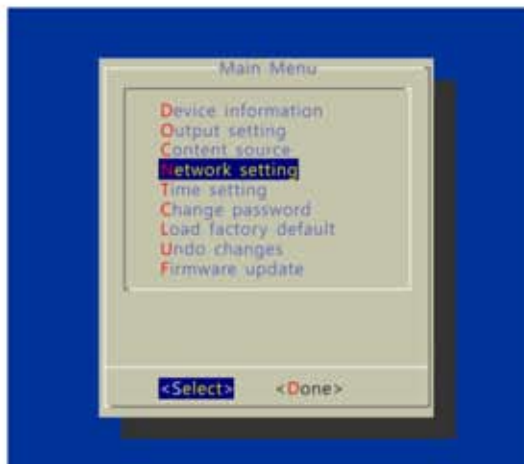 Main Menu
Device information
Output setting
Content source
Network setting
Time setting
Change password
Load factory default
Undo changes
Firmware update
<Select> <Done>